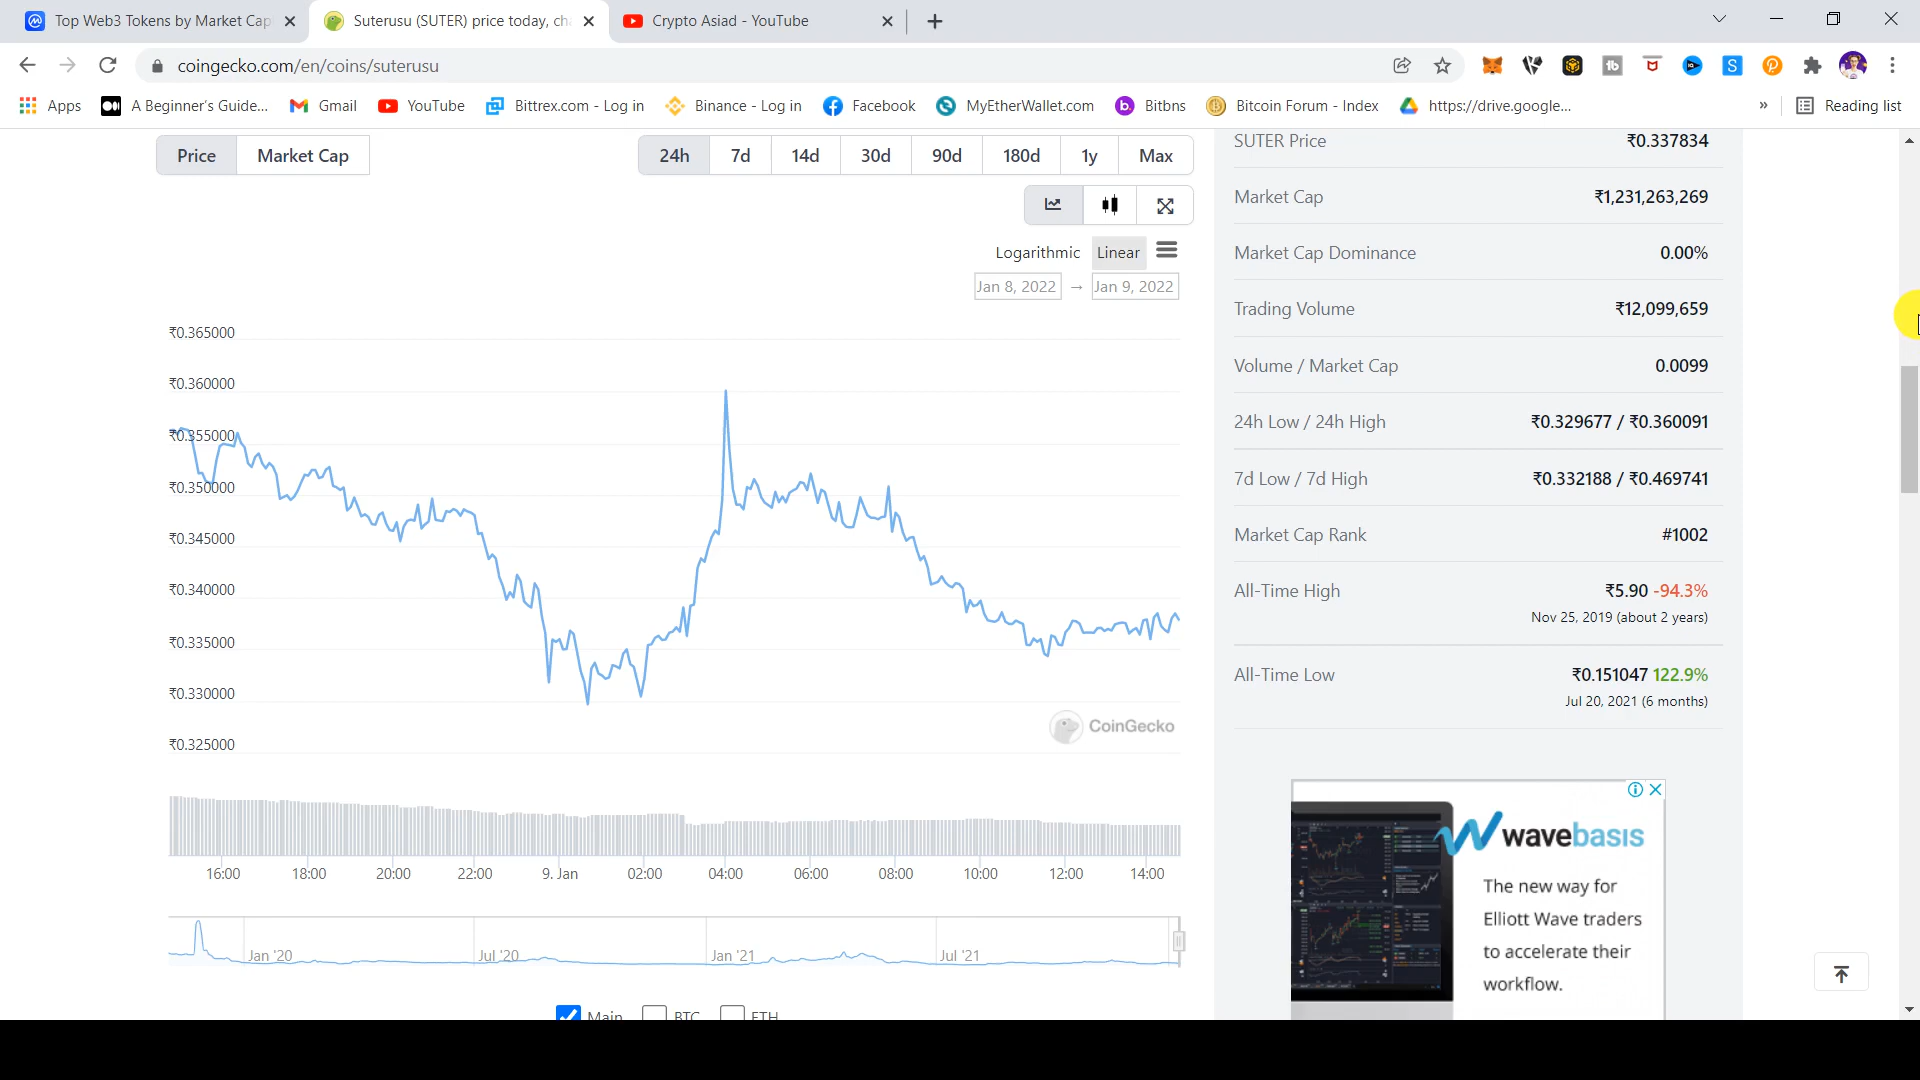 Top Web3 Tokens by Market Cap
Suterusu (SUTER) price today, ch
Crypto Asiad - YouTube
coingecko.com/en/coins/suterusu
Apps
A Beginner's Guide...
Gmail
YouTube
Bittrex.com - Log in
Binance - Log in
Facebook
MyEtherWallet.com
Bitbns
Bitcoin Forum - Index
https://drive.google...
»
Reading list
Price
Market Cap
24h
7d
14d
30d
90d
180d
1y
Max
Logarithmic
Linear
Jan 8, 2022 → Jan 9, 2022
₹0.365000
₹0.360000
₹0.355000
₹0.350000
₹0.345000
₹0.340000
₹0.335000
₹0.330000
₹0.325000
CoinGecko
16:00
18:00
20:00
22:00
9. Jan
02:00
04:00
06:00
08:00
10:00
12:00
14:00
Jan '20
Jul '20
Jan '21
Jul '21
Main
BTC
ETH
SUTER Price ₹0.337834
Market Cap ₹1,231,263,269
Market Cap Dominance 0.00%
Trading Volume ₹12,099,659
Volume / Market Cap 0.0099
24h Low / 24h High ₹0.329677 / ₹0.360091
7d Low / 7d High ₹0.332188 / ₹0.469741
Market Cap Rank #1002
All-Time High ₹5.90 -94.3%
Nov 25, 2019 (about 2 years)
All-Time Low ₹0.151047 122.9%
Jul 20, 2021 (6 months)
wavebasis
The new way for
Elliott Wave traders
to accelerate their
workflow.